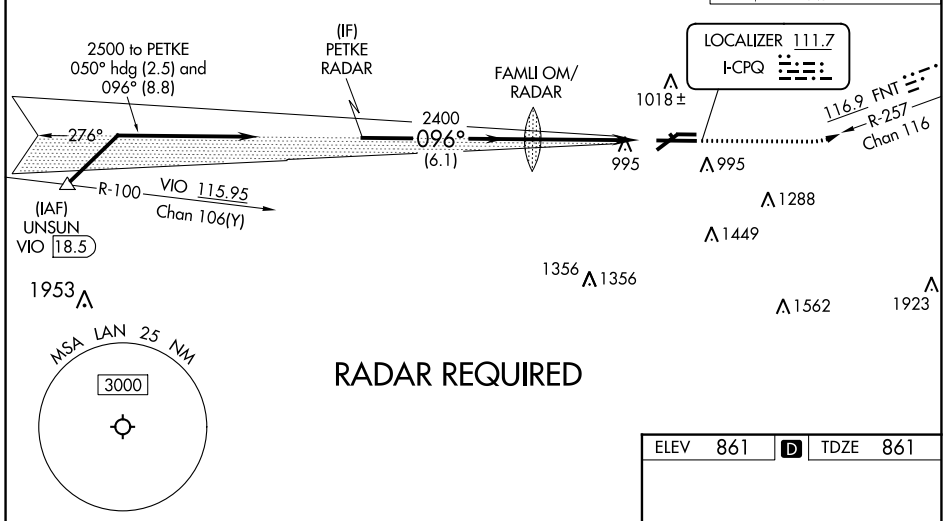 2500 to PETKE
050° hdg (2.5) and
096° (8.8)
(IF)
PETKE
RADAR
FAMLI OM/
RADAR
LOCALIZER 111.7
I-CPQ
1018 ±
116.9 FNT
R-257
Chan 116
276°
2400
096°
(6.1)
995
995
R-100
VIO 115.95
Chan 106(Y)
(IAF)
UNSUN
VIO 18.5
1288
1449
1356
1356
1953
1562
1923
MSA LAN 25 NM
3000
RADAR REQUIRED
ELEV 861 D TDZE 861